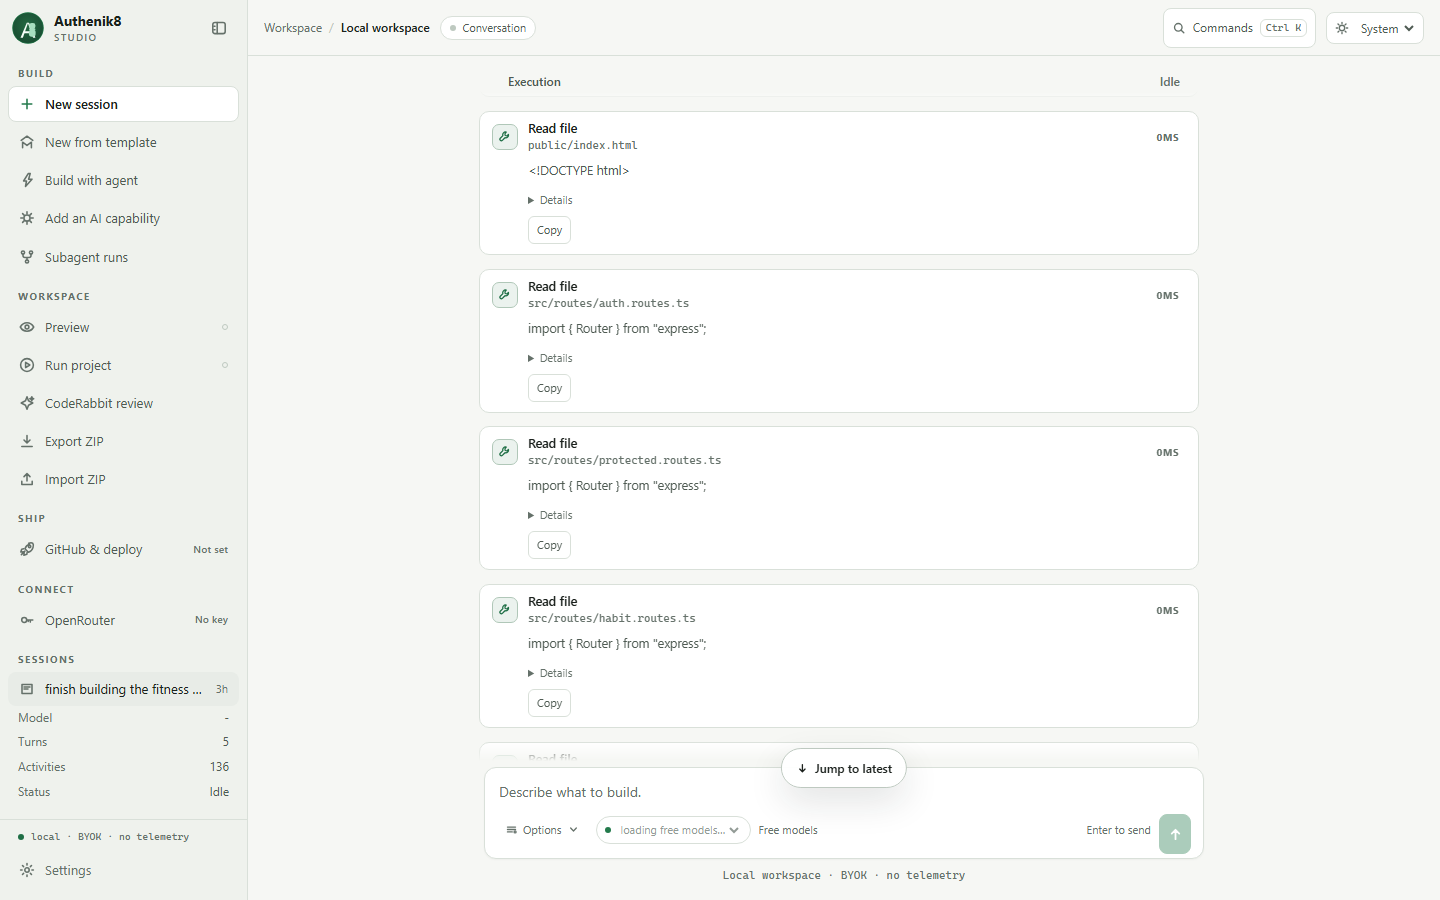 Authenik8
STUDIO
BUILD
New session
New from template
Build with agent
Add an AI capability
Subagent runs
WORKSPACE
Preview
Run project
CodeRabbit review
Export ZIP
Import ZIP
SHIP
GitHub & deploy Not set
CONNECT
OpenRouter No key
SESSIONS
finish building the fitness ... 3h
Model -
Turns 5
Activities 136
Status Idle
local · BYOK · no telemetry
Settings
Workspace / Local workspace Conversation
Commands Ctrl K System
Execution Idle
Read file
public/index.html
0MS
<!DOCTYPE html>
Details
Copy
Read file
src/routes/auth.routes.ts
0MS
import { Router } from "express";
Details
Copy
Read file
src/routes/protected.routes.ts
0MS
import { Router } from "express";
Details
Copy
Read file
src/routes/habit.routes.ts
0MS
import { Router } from "express";
Details
Copy
Read file
Jump to latest
Describe what to build.
Options loading free models... Free models Enter to send
Local workspace · BYOK · no telemetry